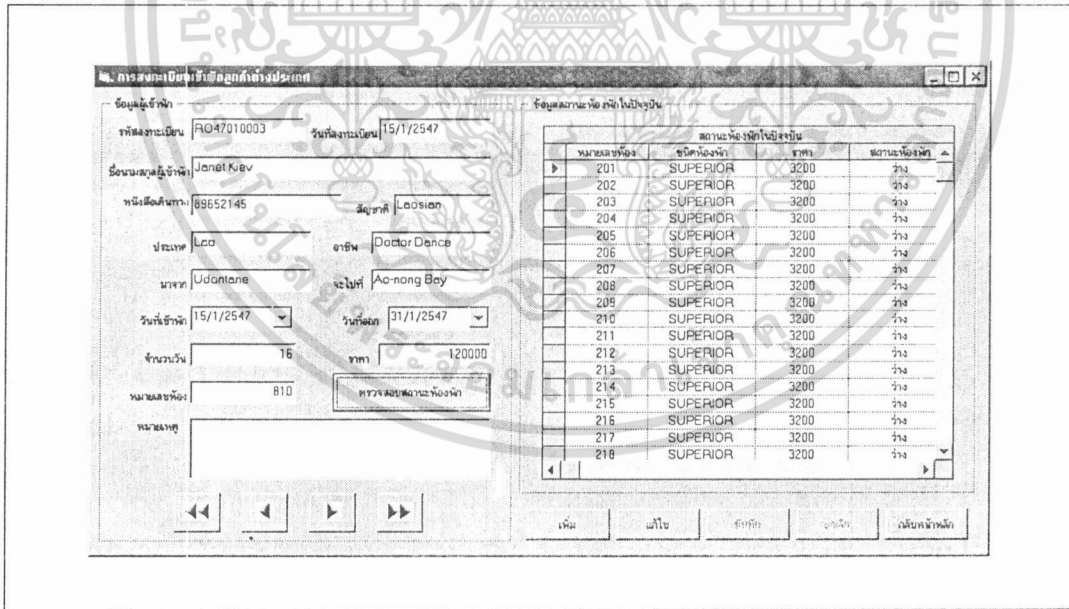 การลงทะเบียนเข้าพักลูกค้าต่างประเทศ
ข้อมูลผู้เข้าพัก
รหัสลงทะเบียน RO47010003 วันที่ลงทะเบียน 15/1/2547
ชื่อนามสกุลผู้เข้าพัก Janet Kiev
หนังสือเดินทาง 89652145 สัญชาติ Laosian
ประเทศ Lao อาชีพ Doctor Dance
มาจาก Udontane จะไปที่ Ao-nong Bay
วันที่เข้าพัก 15/1/2547 วันที่ออก 31/1/2547
จำนวนวัน 16 ราคา 120000
หมายเลขห้อง 810 ตรวจสอบสถานะห้องพัก
หมายเหตุ
ข้อมูลสถานะห้องพักในปัจจุบัน
สถานะห้องพักในปัจจุบัน
หมายเลขห้อง ชนิดห้องพัก ราคา สถานะห้องพัก
201 SUPERIOR 3200 ว่าง
202 SUPERIOR 3200 ว่าง
203 SUPERIOR 3200 ว่าง
204 SUPERIOR 3200 ว่าง
205 SUPERIOR 3200 ว่าง
206 SUPERIOR 3200 ว่าง
207 SUPERIOR 3200 ว่าง
208 SUPERIOR 3200 ว่าง
209 SUPERIOR 3200 ว่าง
210 SUPERIOR 3200 ว่าง
211 SUPERIOR 3200 ว่าง
212 SUPERIOR 3200 ว่าง
213 SUPERIOR 3200 ว่าง
214 SUPERIOR 3200 ว่าง
215 SUPERIOR 3200 ว่าง
216 SUPERIOR 3200 ว่าง
217 SUPERIOR 3200 ว่าง
218 SUPERIOR 3200 ว่าง
เพิ่ม แก้ไข บันทึก ยกเลิก กลับหน้าหลัก